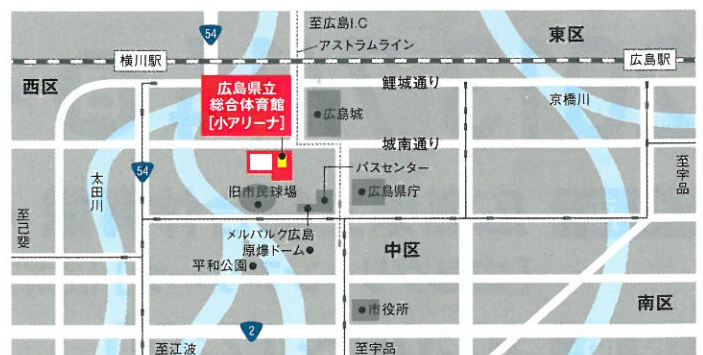 至広島I.C
54
アストラムライン
東区
横川駅
広島駅
西区
広島県立
総合体育館
[小アリーナ]
鯉城通り
京橋川
広島城
城南通り
54
太田川
バスセンター
至宇品
旧市民球場
広島県庁
至己斐
メルパルク広島
原爆ドーム
中区
平和公園
南区
市役所
2
至江波
至宇品